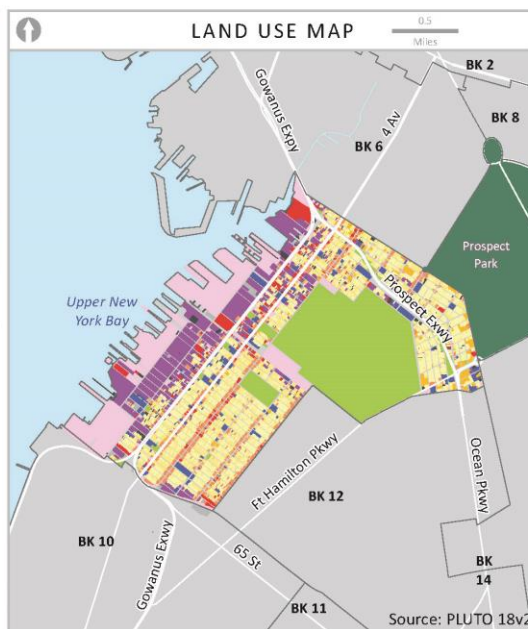 LAND USE MAP
0.5
Miles
BK 2
Gowanus Expy
BK 8
4 Av
BK 6
Prospect
Park
Upper New
York Bay
Prospect Exwy
Ft Hamilton Pkwy
Ocean Pkwy
BK 12
BK 10
Gowanus Exwy
65 St
BK
14
BK 11
Source: PLUTO 18v2